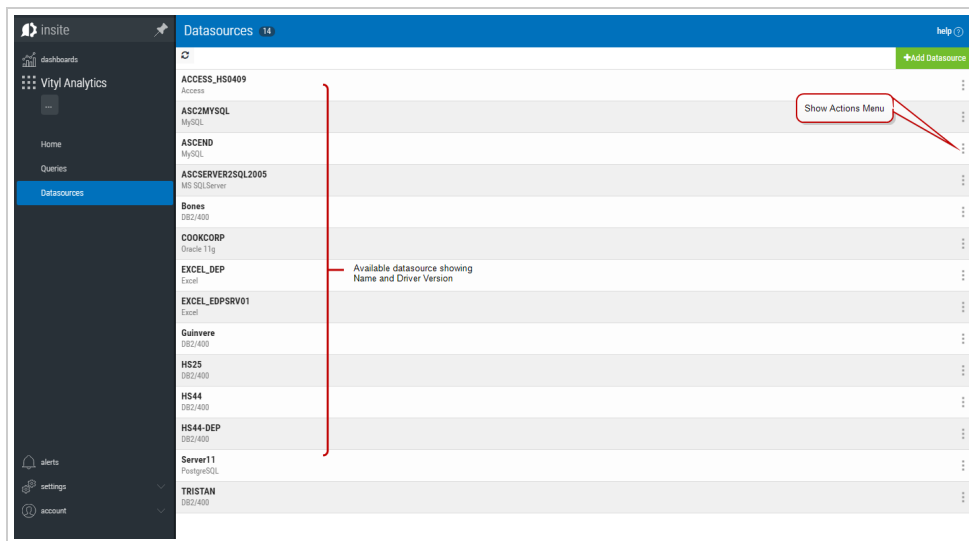 insite
Datasources 14
help ?
dashboards
+Add Datasource
Vityl Analytics
...
Home
Queries
Datasources
ACCESS_HS0409
Access
ASC2MYSQL
MySQL
ASCEND
MySQL
ASCSERVER2SQL2005
MS SQLServer
Bones
DB2/400
COOKCORP
Oracle 11g
EXCEL_DEP
Excel
EXCEL_EDPSRV01
Excel
Guinvere
DB2/400
HS25
DB2/400
HS44
DB2/400
HS44-DEP
DB2/400
Server11
PostgreSQL
TRISTAN
DB2/400
Show Actions Menu
Available datasource showing
Name and Driver Version
alerts
settings
account